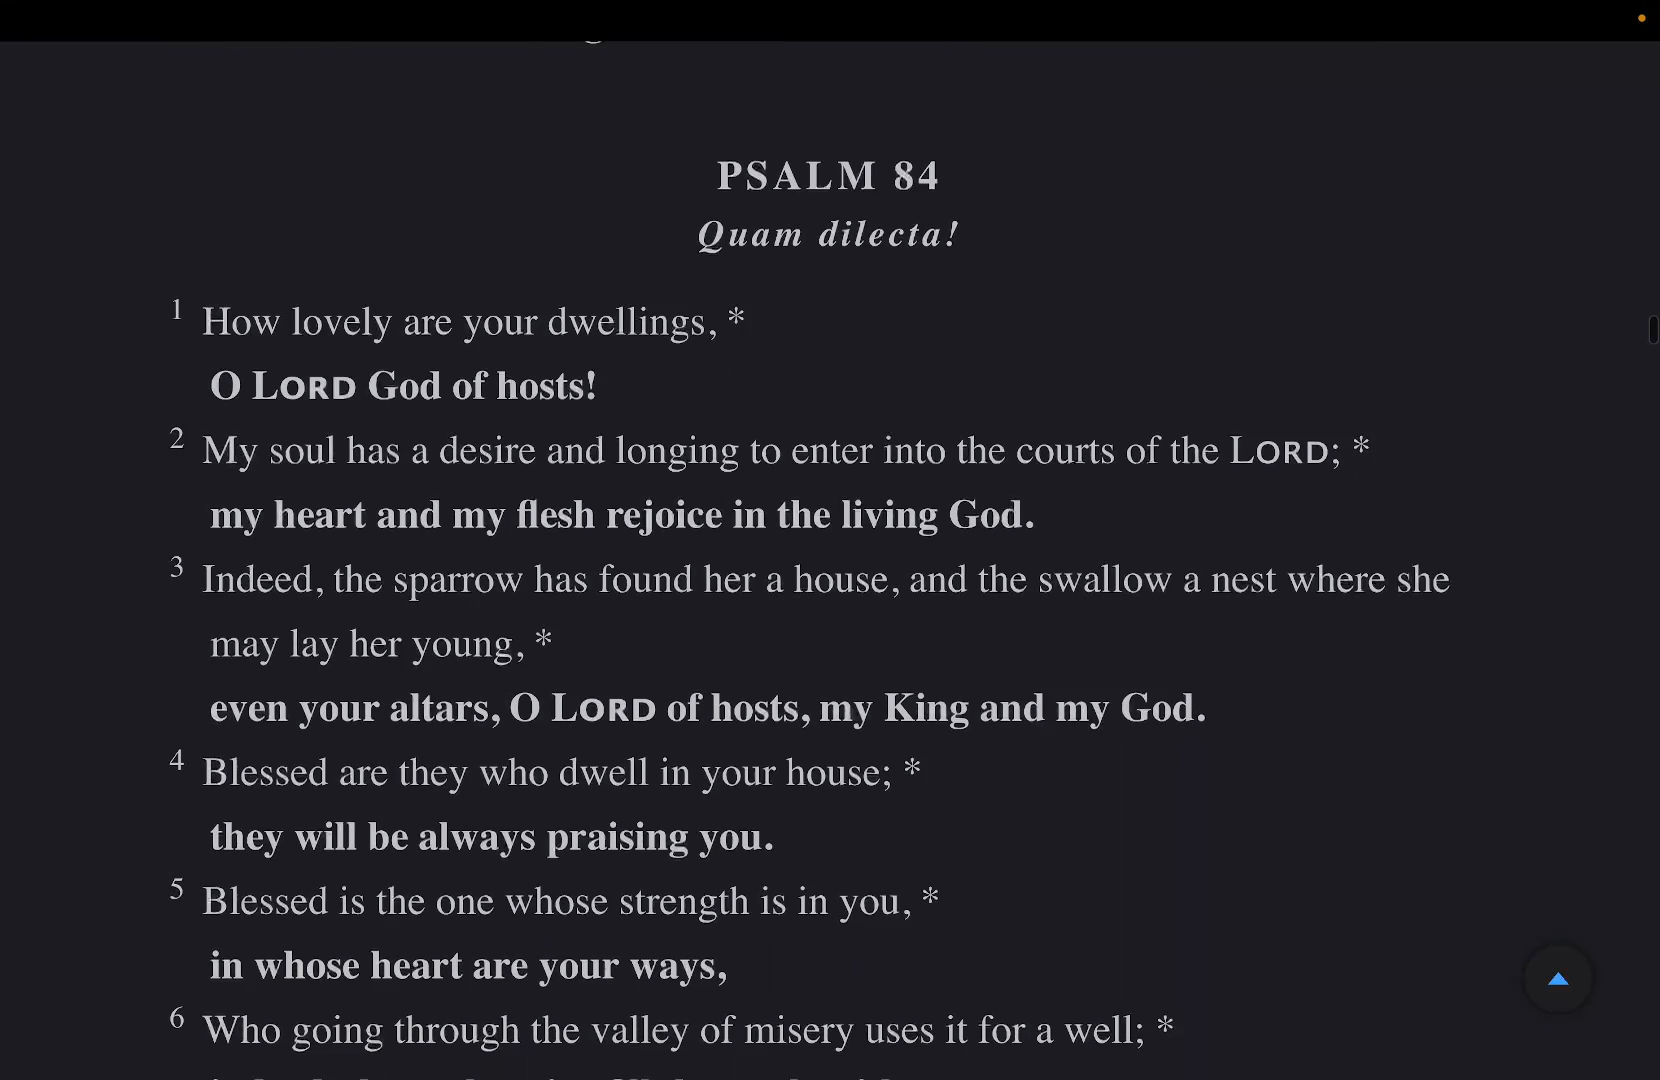 PSALM 84
Quam dilecta!
1 How lovely are your dwellings, *
O LORD God of hosts!
2 My soul has a desire and longing to enter into the courts of the LORD; *
my heart and my flesh rejoice in the living God.
3 Indeed, the sparrow has found her a house, and the swallow a nest where she
may lay her young, *
even your altars, O LORD of hosts, my King and my God.
4 Blessed are they who dwell in your house; *
they will be always praising you.
5 Blessed is the one whose strength is in you, *
in whose heart are your ways,
6 Who going through the valley of misery uses it for a well; *